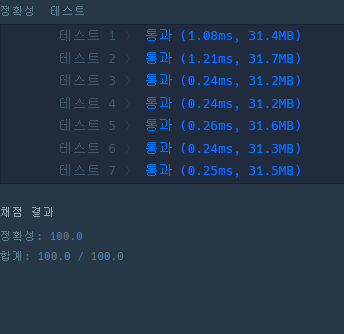 정확성 테스트
테스트 1 〉 통과 (1.08ms, 31.4MB)
테스트 2 〉 통과 (1.21ms, 31.7MB)
테스트 3 〉 통과 (0.24ms, 31.2MB)
테스트 4 〉 통과 (0.24ms, 31.2MB)
테스트 5 〉 통과 (0.26ms, 31.6MB)
테스트 6 〉 통과 (0.24ms, 31.3MB)
테스트 7 〉 통과 (0.25ms, 31.5MB)
채점 결과
정확성: 100.0
합계: 100.0 / 100.0